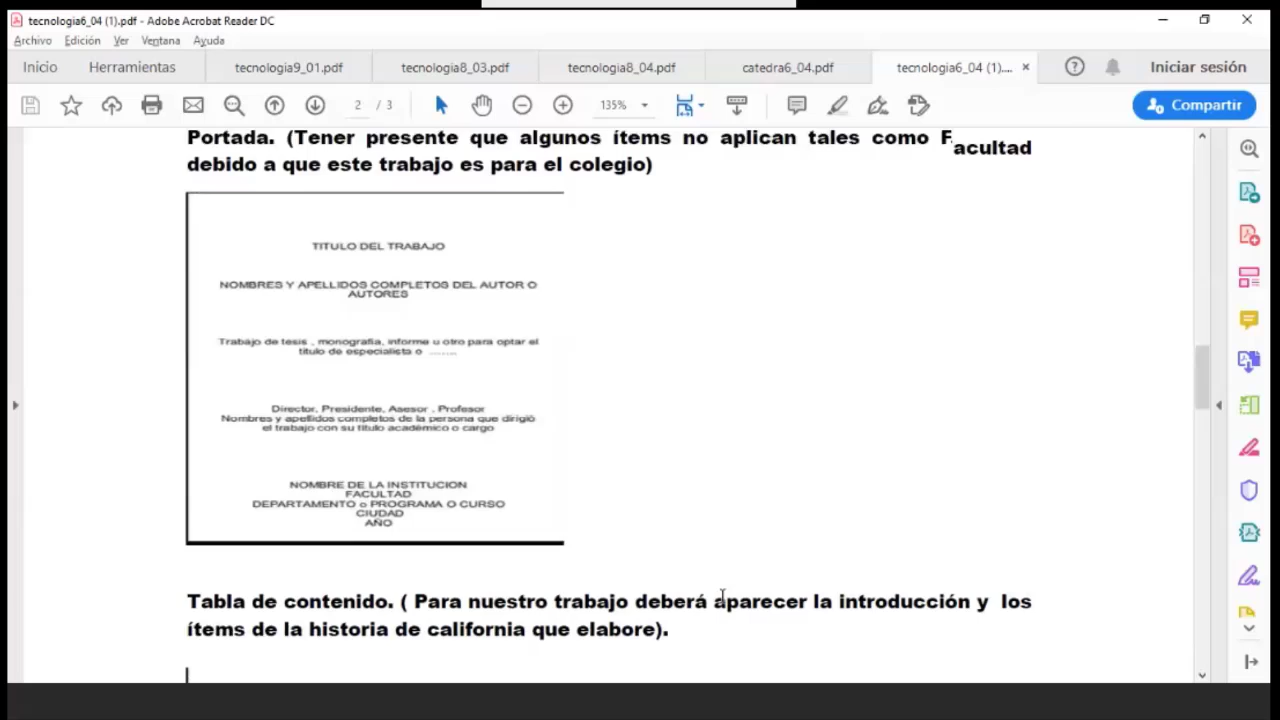 tecnologia6_04 (1).pdf - Adobe Acrobat Reader DC
Archivo Edición Ver Ventana Ayuda
Inicio Herramientas tecnologia9_01.pdf tecnologia8_03.pdf tecnologia8_04.pdf catedra6_04.pdf tecnologia6_04 (1).... × Iniciar sesión
2 / 3 135% Compartir
Portada. (Tener presente que algunos ítems no aplican tales como Facultad
debido a que este trabajo es para el colegio)
TITULO DEL TRABAJO
NOMBRES Y APELLIDOS COMPLETOS DEL AUTOR O
AUTORES
Trabajo de tesis , monografía, informe u otro para optar el
título de especialista o ........
Director, Presidente, Asesor , Profesor
Nombres y apellidos completos de la persona que dirigió
el trabajo con su título académico o cargo
NOMBRE DE LA INSTITUCION
FACULTAD
DEPARTAMENTO o PROGRAMA O CURSO
CIUDAD
AÑO
Tabla de contenido. ( Para nuestro trabajo deberá aparecer la introducción y los
ítems de la historia de california que elabore).